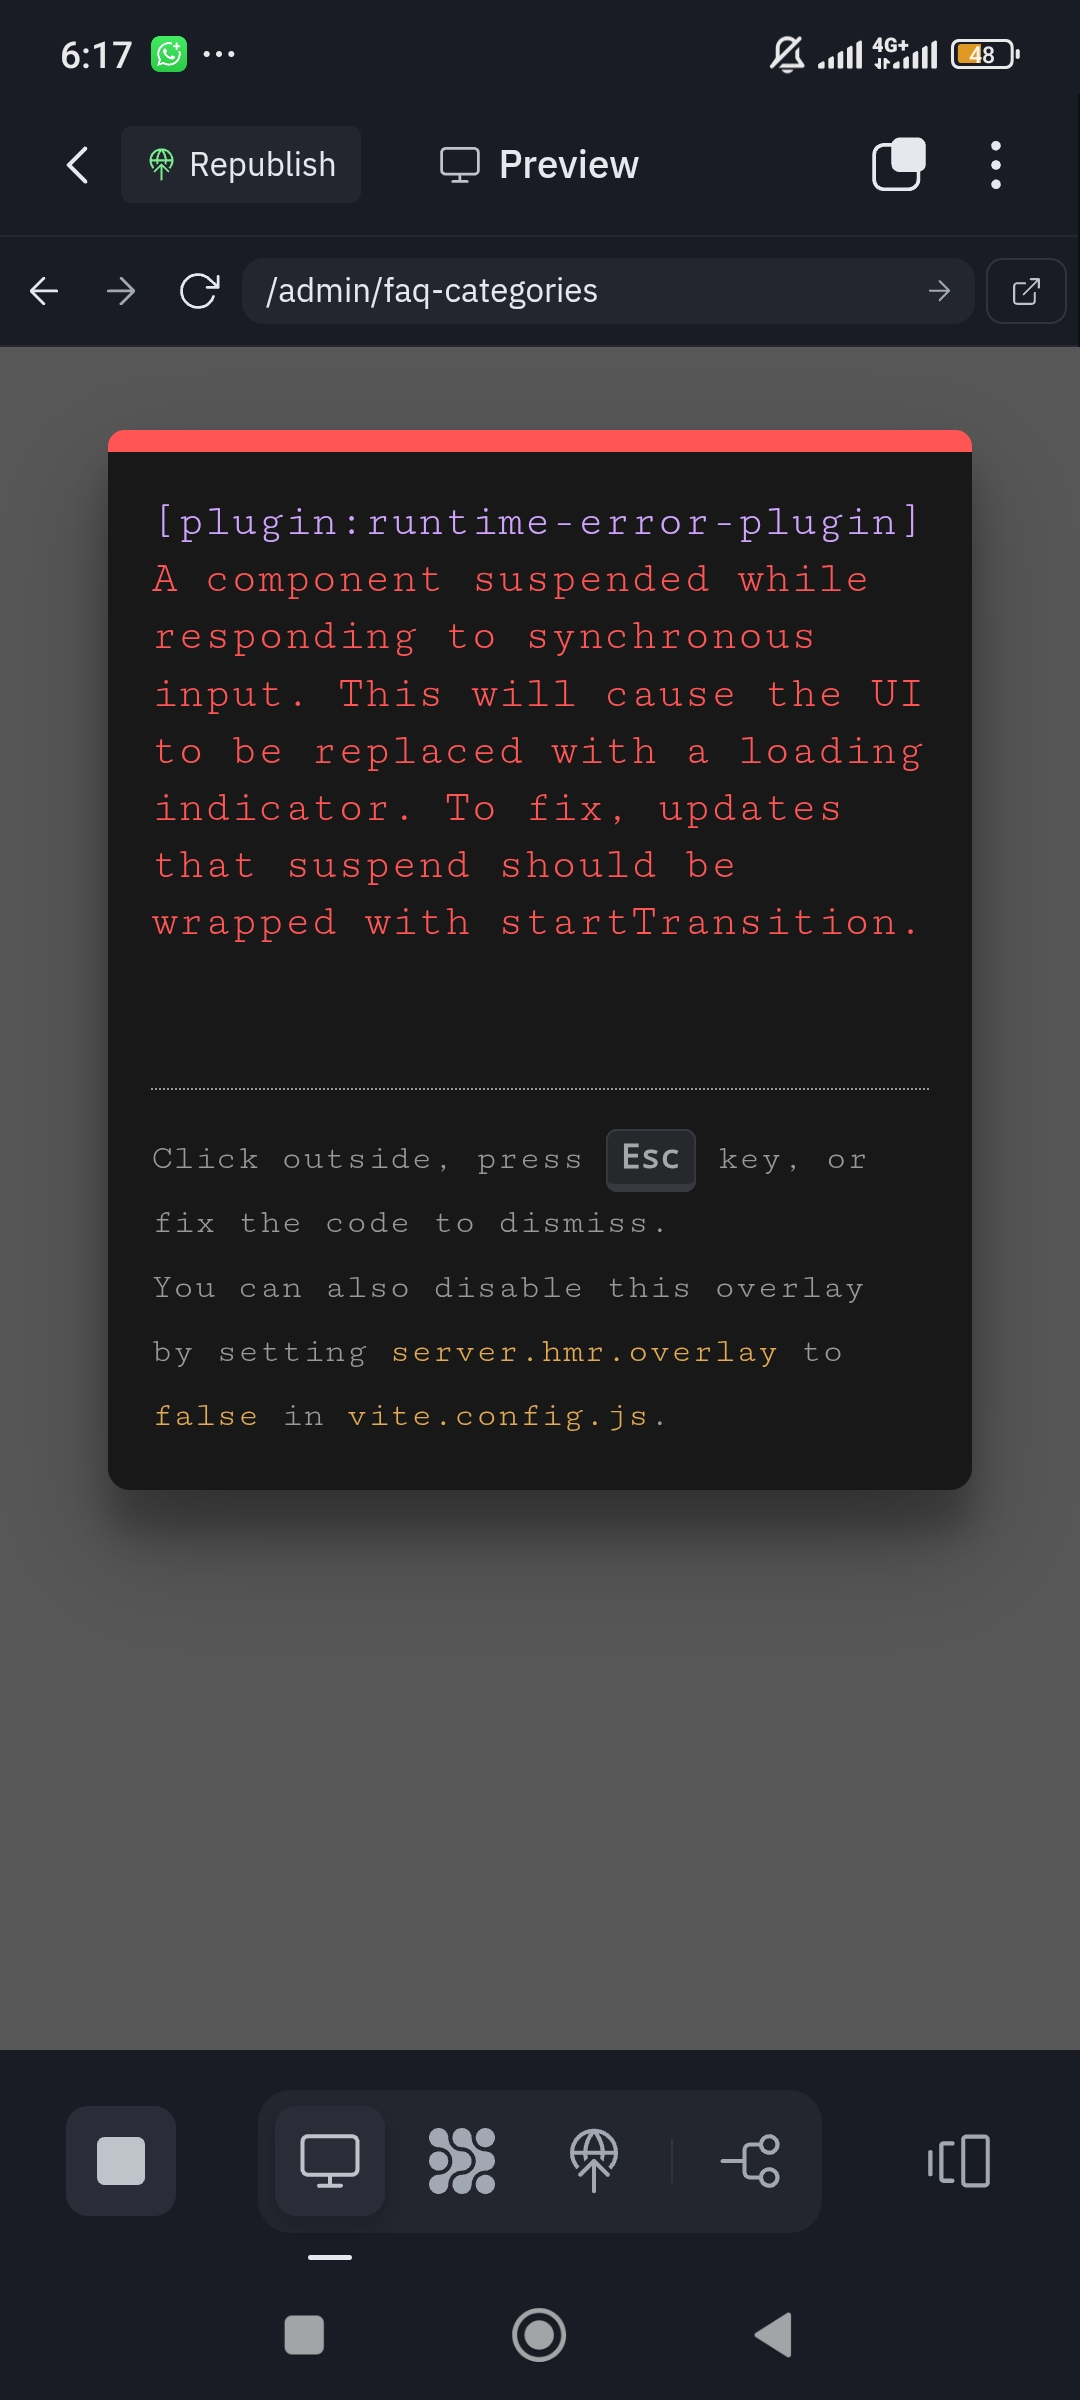 6:17 4G+ 48
Republish Preview
/admin/faq-categories
[plugin:runtime-error-plugin]
A component suspended while
responding to synchronous
input. This will cause the UI
to be replaced with a loading
indicator. To fix, updates
that suspend should be
wrapped with startTransition.
Click outside, press Esc key, or
fix the code to dismiss.
You can also disable this overlay
by setting server.hmr.overlay to
false in vite.config.js.